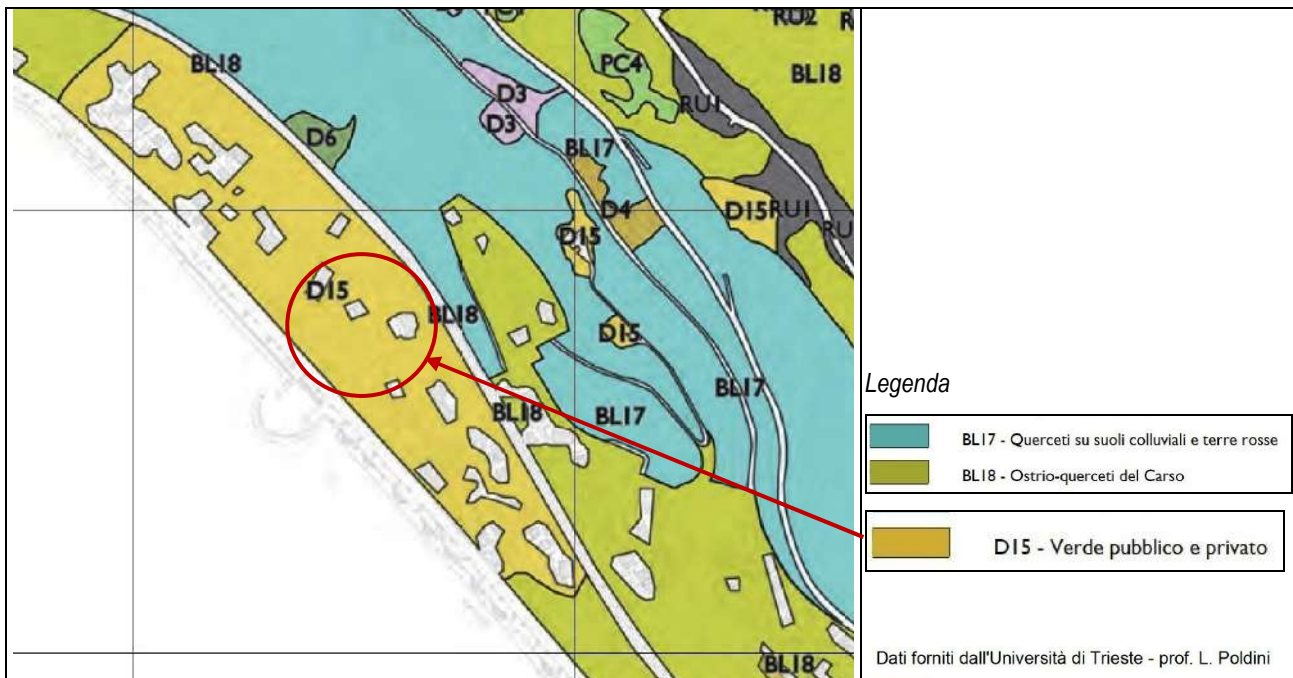 RU2
BL18
PC4
BL18
D3
RU1
D3
D6
BL17
D4
D15
RU1
D15
D15
BL18
D15
BL17
BL18
BL17
BL18
Legenda
BL17 - Querceti su suoli colluviali e terre rosse
BL18 - Ostrio-querceti del Carso
D15 - Verde pubblico e privato
Dati forniti dall'Università di Trieste - prof. L. Poldini